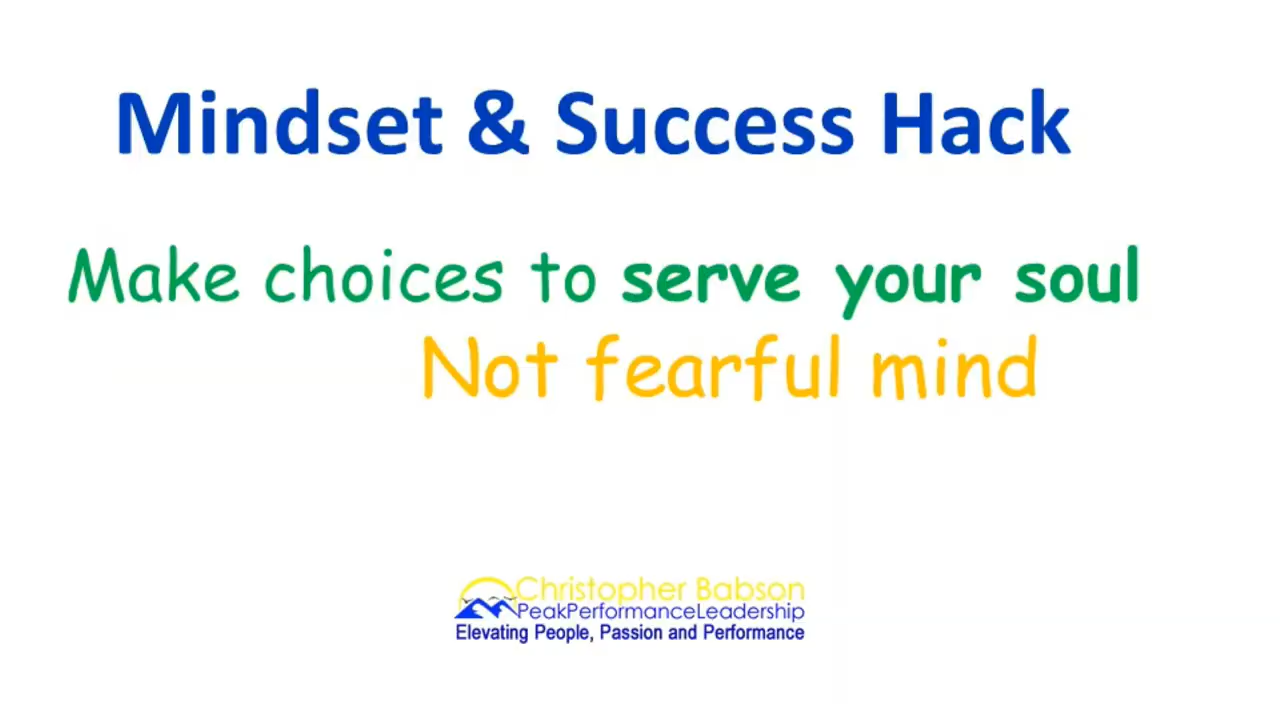 Mindset & Success Hack
Make choices to serve your soul
Not fearful mind
Christopher Babson
PeakPerformanceLeadership
Elevating People, Passion and Performance